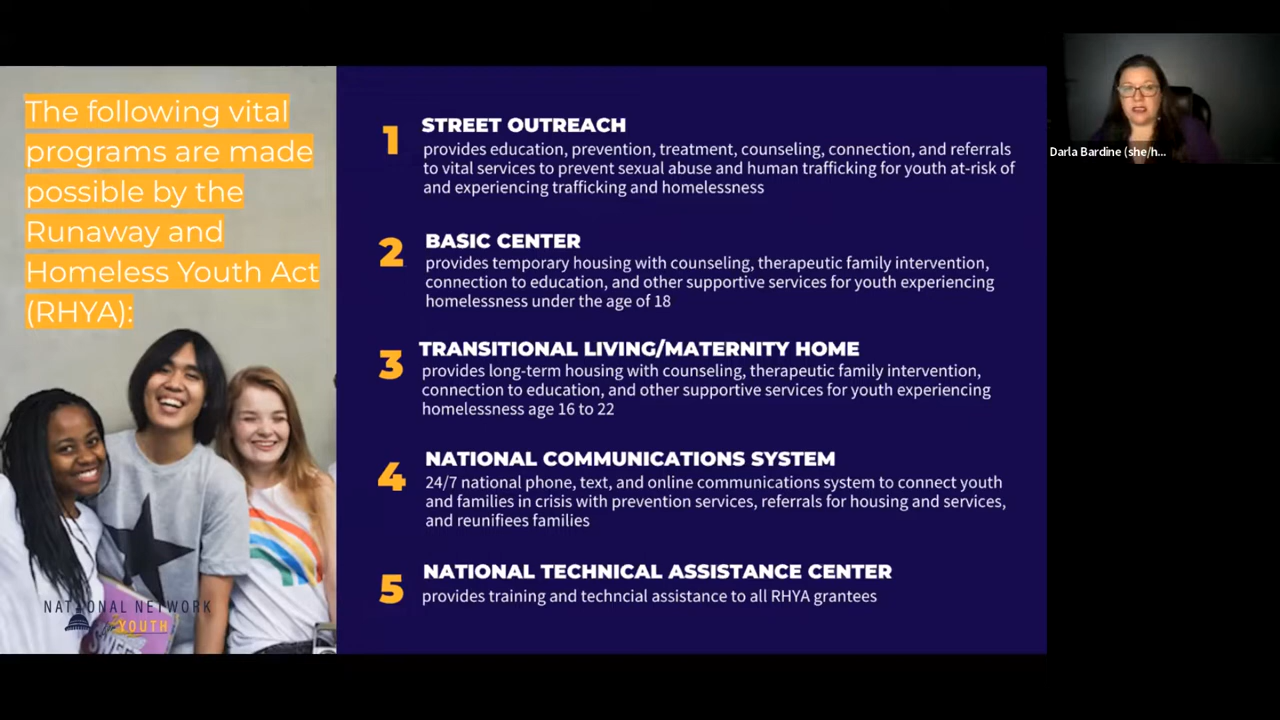 The following vital
programs are made
possible by the
Runaway and
Homeless Youth Act
(RHYA):
NATIONAL NETWORK
YOUTH
1
STREET OUTREACH
provides education, prevention, treatment, counseling, connection, and referrals
to vital services to prevent sexual abuse and human trafficking for youth at-risk of
and experiencing trafficking and homelessness
2
BASIC CENTER
provides temporary housing with counseling, therapeutic family intervention,
connection to education, and other supportive services for youth experiencing
homelessness under the age of 18
3
TRANSITIONAL LIVING/MATERNITY HOME
provides long-term housing with counseling, therapeutic family intervention,
connection to education, and other supportive services for youth experiencing
homelessness age 16 to 22
4
NATIONAL COMMUNICATIONS SYSTEM
24/7 national phone, text, and online communications system to connect youth
and families in crisis with prevention services, referrals for housing and services,
and reunifiees families
5
NATIONAL TECHNICAL ASSISTANCE CENTER
provides training and techncial assistance to all RHYA grantees
Darla Bardine (she/h...